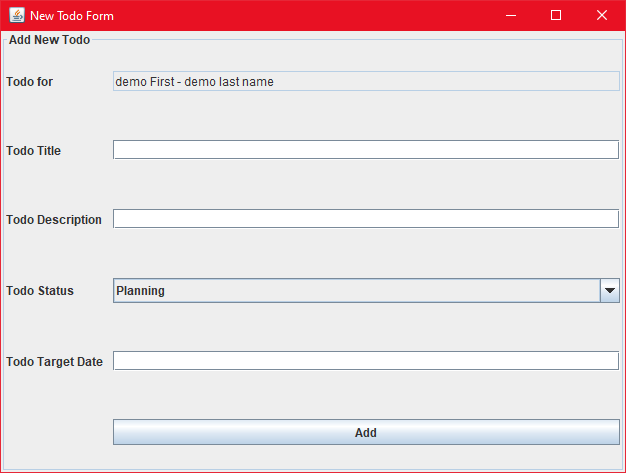 New Todo Form
Add New Todo
Todo for demo First - demo last name
Todo Title
Todo Description
Todo Status Planning
Todo Target Date
Add